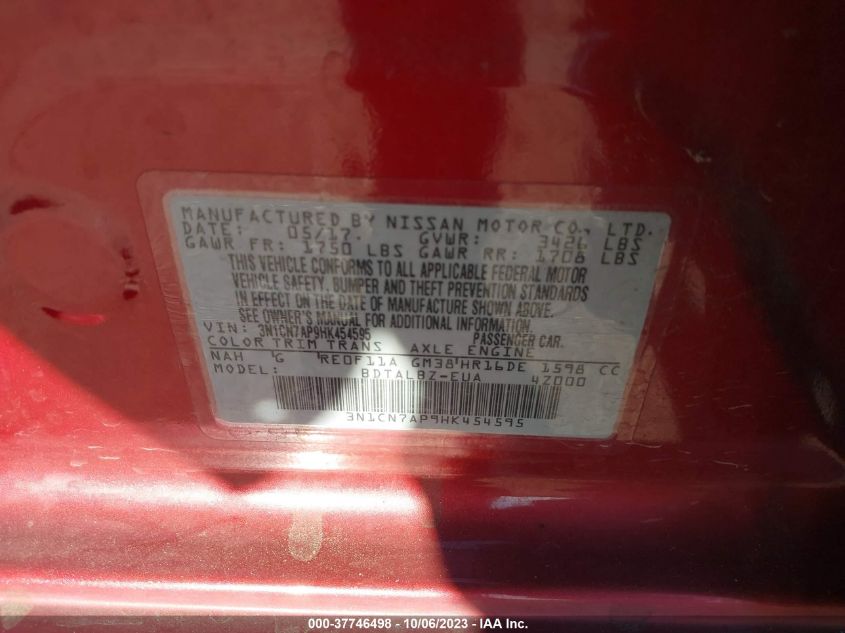 MANUFACTURED BY NISSAN MOTOR CO., LTD.
DATE: 05/17. GVWR: 3426 LBS
GAWR FR: 1750 LBS GAWR RR: 1708 LBS
THIS VEHICLE CONFORMS TO ALL APPLICABLE FEDERAL MOTOR
VEHICLE SAFETY, BUMPER AND THEFT PREVENTION STANDARDS
IN EFFECT ON THE DATE OF MANUFACTURE SHOWN ABOVE.
SEE OWNER'S MANUAL FOR ADDITIONAL INFORMATION.
VIN: 3N1CN7AP9HK454595 PASSENGER CAR.
COLOR TRIM TRANS AXLE ENGINE
NAH G RE0F11A GM38 HR16DE 1598 CC
MODEL: BDTALBZ-EUA 4Z000
3N1CN7AP9HK454595
000-37746498 - 10/06/2023 - IAA Inc.